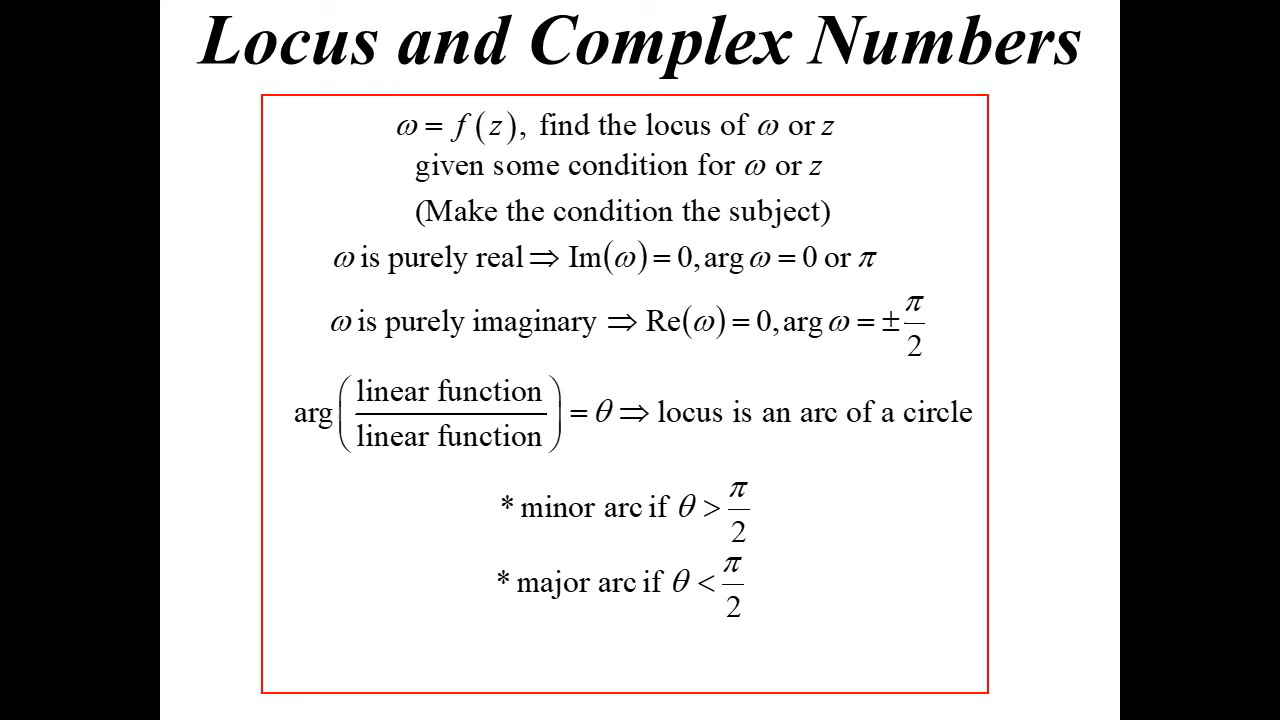 Locus and Complex Numbers
ω = f(z), find the locus of ω or z
given some condition for ω or z
(Make the condition the subject)
ω is purely real ⇒ Im(ω) = 0, arg ω = 0 or π
ω is purely imaginary ⇒ Re(ω) = 0, arg ω = ± π/2
arg(linear function/linear function) = θ ⇒ locus is an arc of a circle
* minor arc if θ > π/2
* major arc if θ < π/2